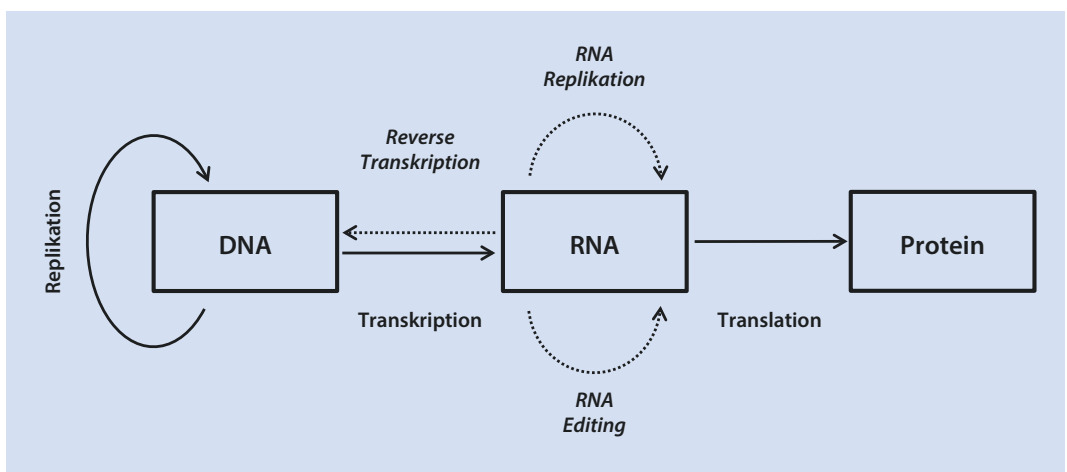 RNA
Replikation
Reverse
Transkription
Replikation
DNA
RNA
Protein
Transkription
Translation
RNA
Editing